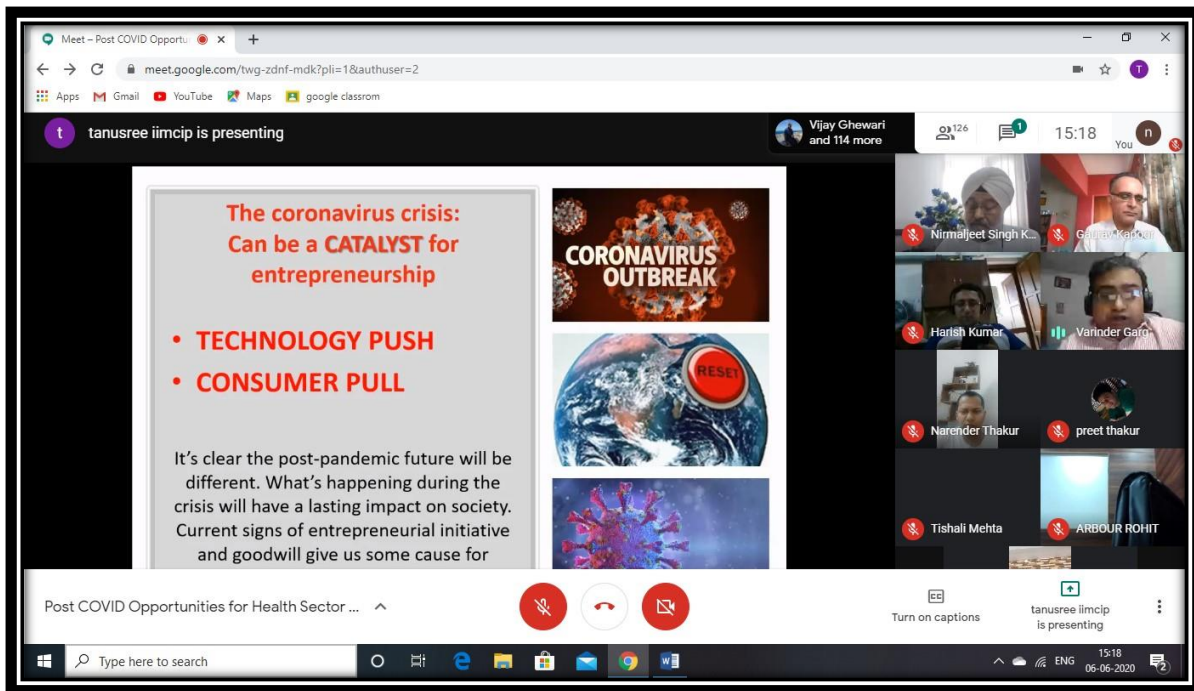 Meet – Post COVID Opportu
meet.google.com/twg-zdnf-mdk?pli=1&authuser=2
T
Apps
Gmail
YouTube
Maps
google classrom
t
tanusree iimcip is presenting
Vijay Ghewari
and 114 more
126
1
15:18
You
n
The coronavirus crisis:
Can be a CATALYST for
entrepreneurship
• TECHNOLOGY PUSH
• CONSUMER PULL
It's clear the post-pandemic future will be
different. What's happening during the
crisis will have a lasting impact on society.
Current signs of entrepreneurial initiative
and goodwill give us some cause for
CORONAVIRUS
OUTBREAK
RESET
Nirmaljeet Singh K...
Gaurav Kapoor
Harish Kumar
Varinder Garg
Narender Thakur
preet thakur
Tishali Mehta
ARBOUR ROHIT
Post COVID Opportunities for Health Sector ...
CC
Turn on captions
tanusree iimcip
is presenting
Type here to search
ENG
15:18
06-06-2020
2